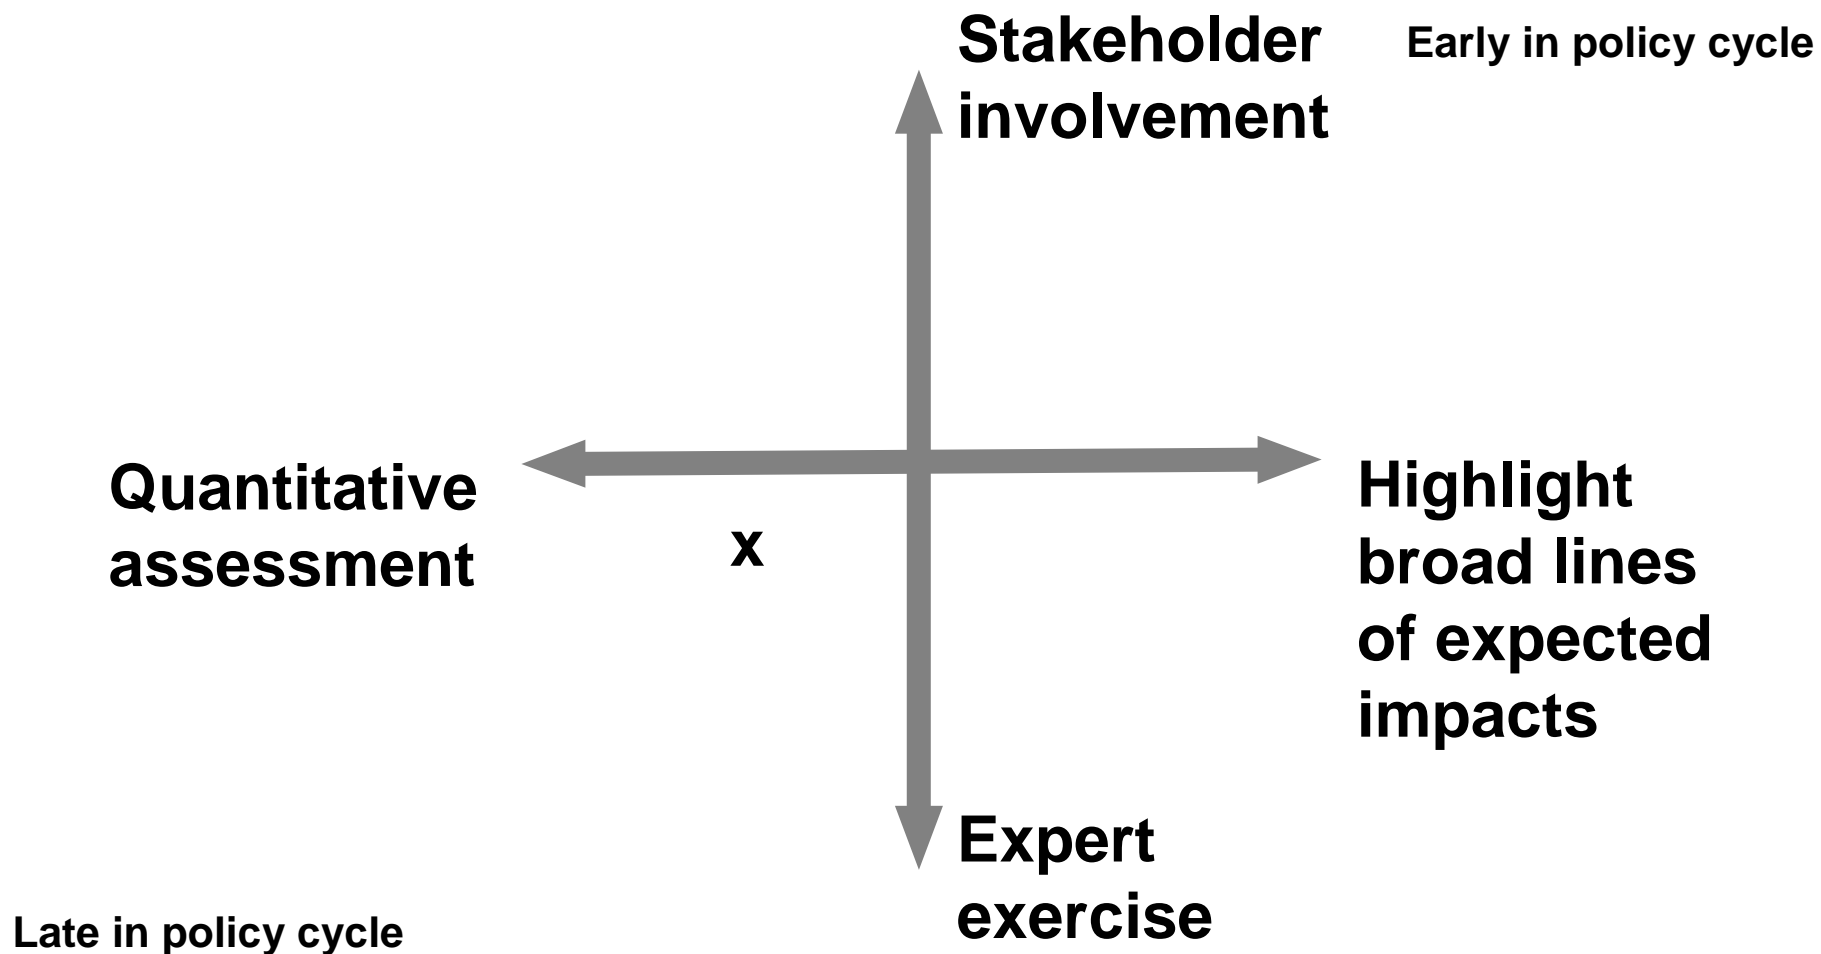 Stakeholder
involvement
Early in policy cycle
Quantitative
assessment
x
Highlight
broad lines
of expected
impacts
Expert
exercise
Late in policy cycle